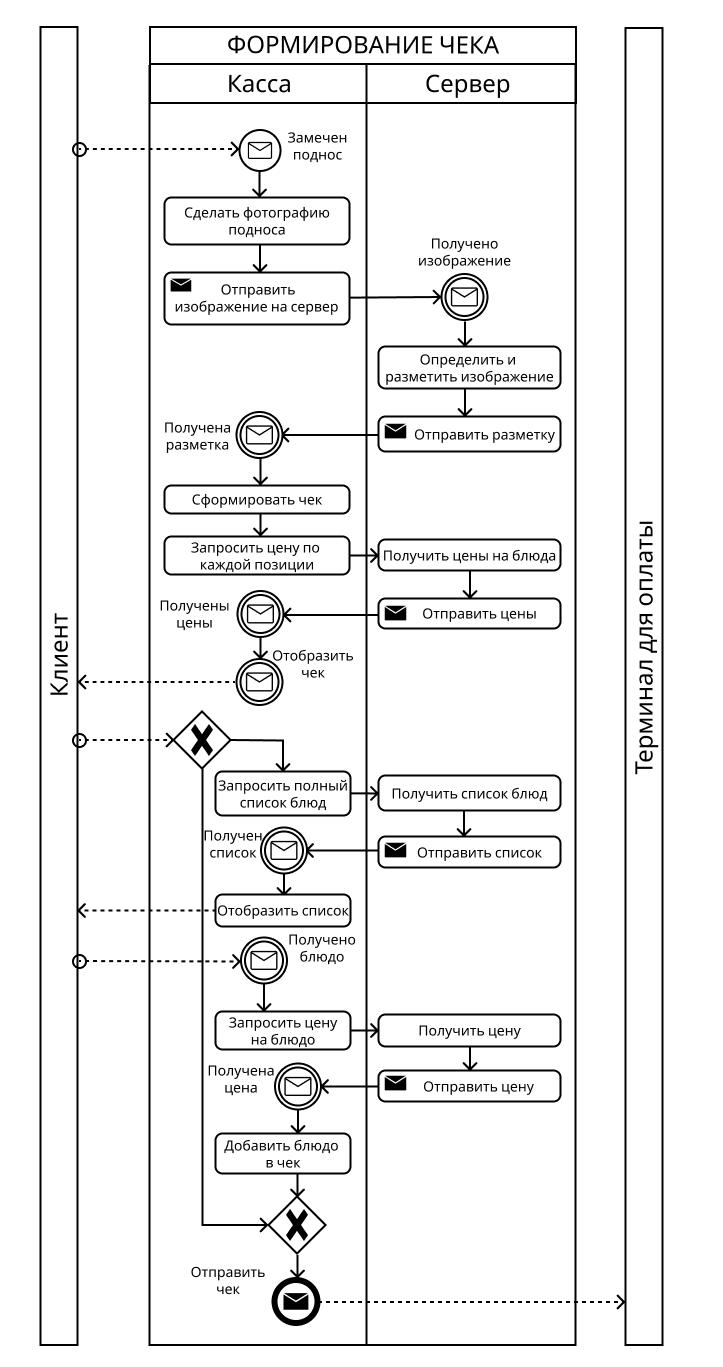 ФОРМИРОВАНИЕ ЧЕКА
Касса
Сервер
Замечен
поднос
Сделать фотографию
подноса
Отправить
изображение на сервер
Получено
изображение
Определить и
разметить изображение
Отправить разметку
Получена
разметка
Сформировать чек
Запросить цену по
каждой позиции
Получить цены на блюда
Отправить цены
Получены
цены
Отобразить
чек
Клиент
Терминал для оплаты
Запросить полный
список блюд
Получить список блюд
Отправить список
Получен
список
Отобразить список
Получено
блюдо
Запросить цену
на блюдо
Получить цену
Отправить цену
Получена
цена
Добавить блюдо
в чек
Отправить
чек